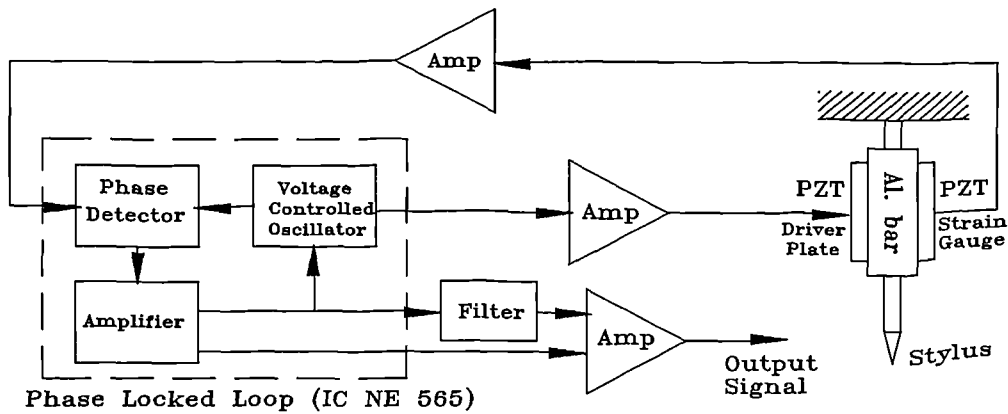 Amp
Phase
Detector
Voltage
Controlled
Oscillator
Amp
PZT
Driver
Plate
Al. bar
PZT
Strain
Gauge
Amplifier
Filter
Amp
Output
Signal
Stylus
Phase Locked Loop (IC NE 565)